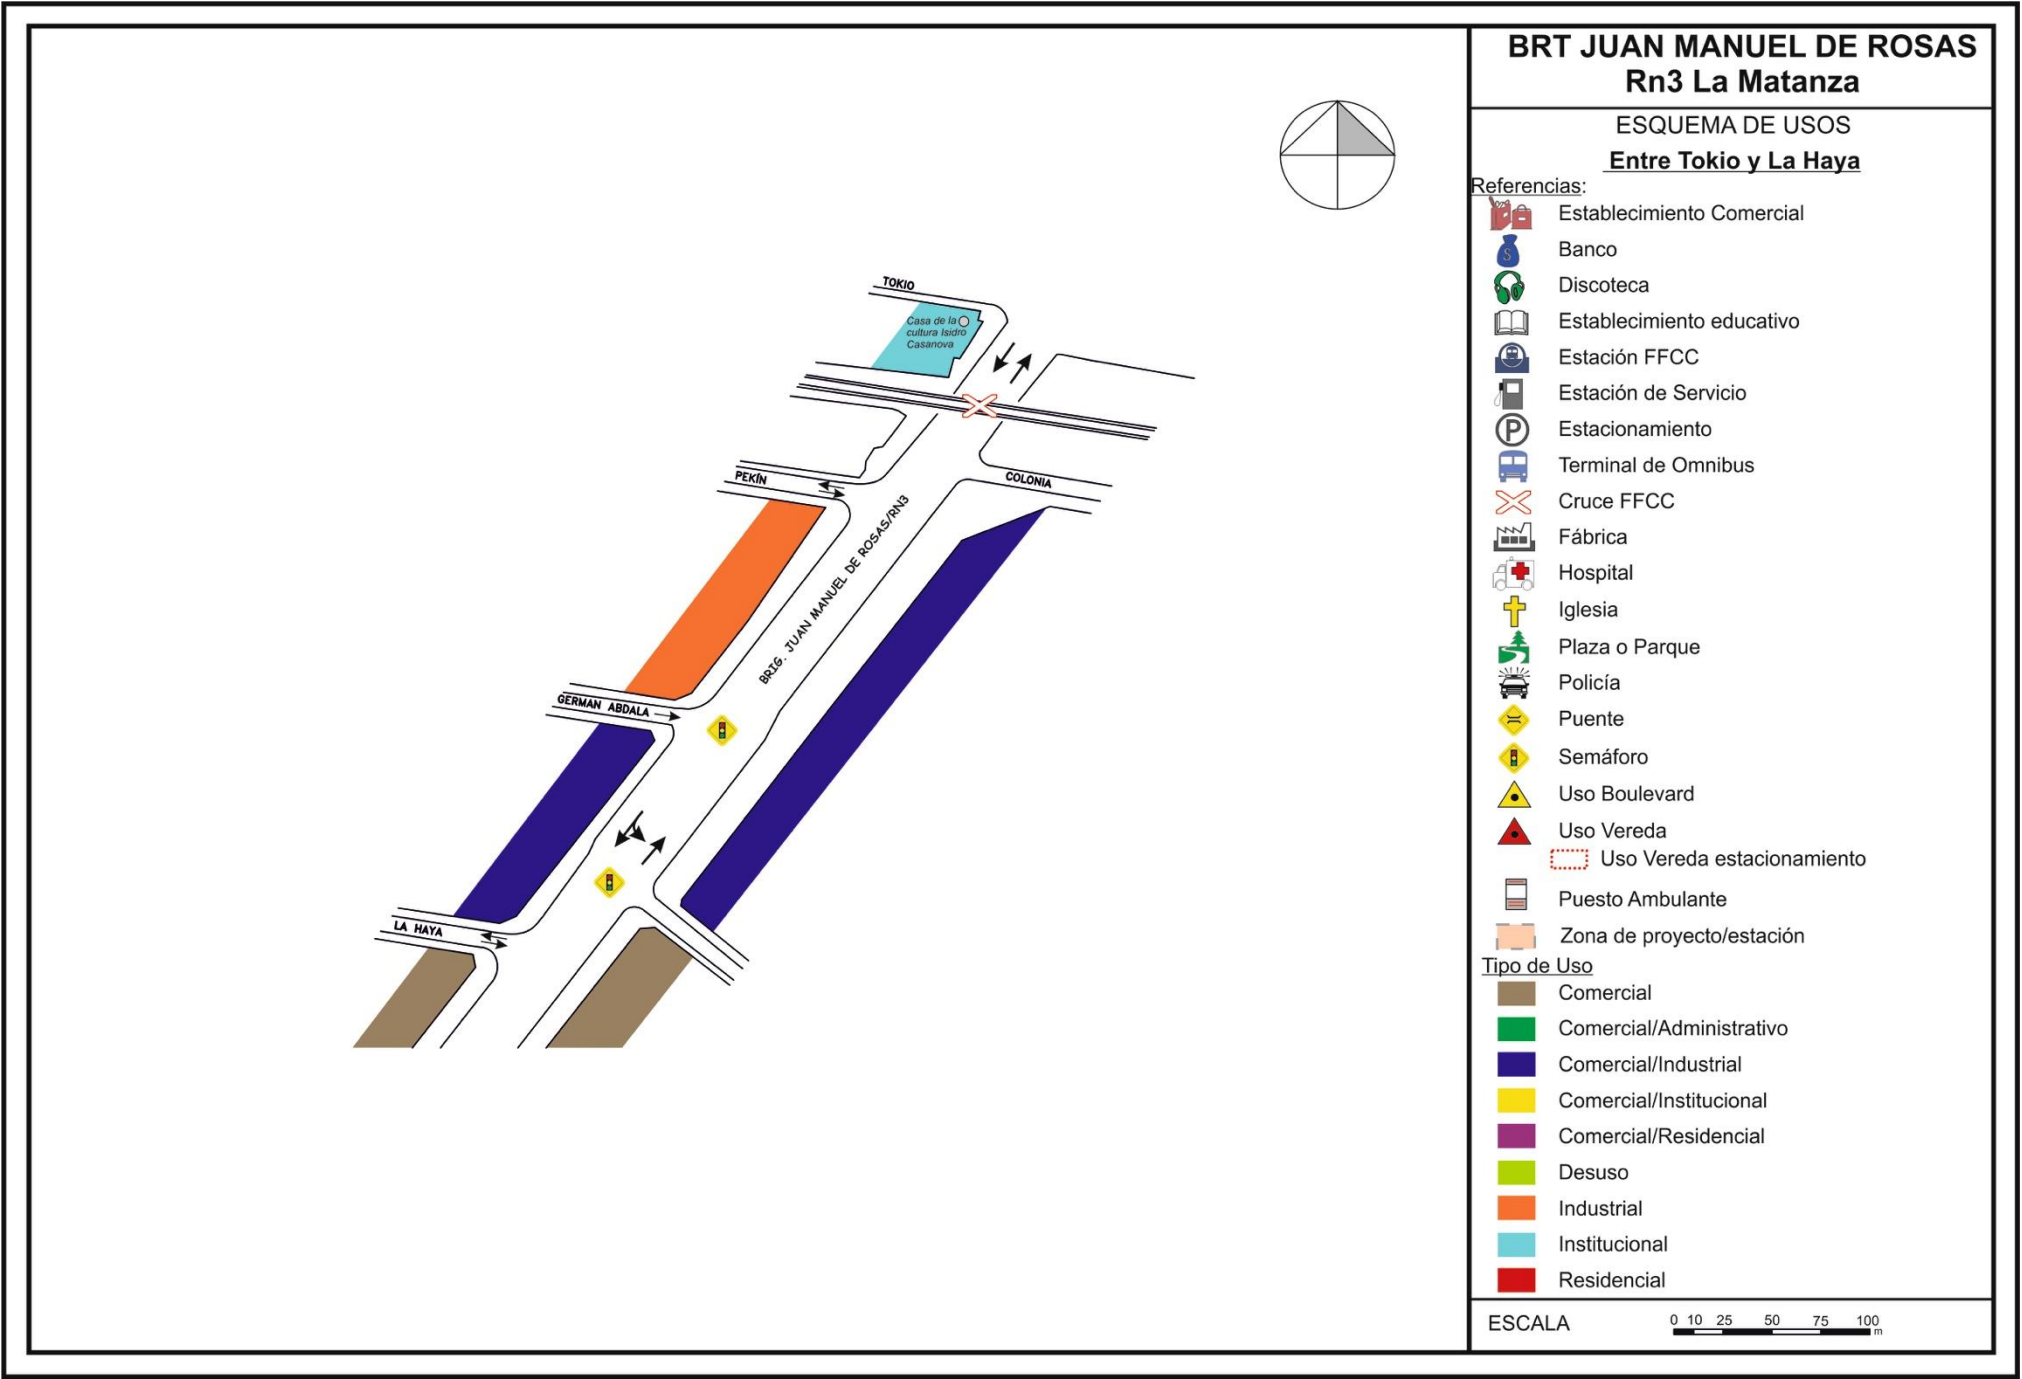 BRT JUAN MANUEL DE ROSAS
Rn3 La Matanza
ESQUEMA DE USOS
Entre Tokio y La Haya
Referencias:
Establecimiento Comercial
Banco
Discoteca
Establecimiento educativo
Estación FFCC
Estación de Servicio
Estacionamiento
Terminal de Omnibus
Cruce FFCC
Fábrica
Hospital
Iglesia
Plaza o Parque
Policía
Puente
Semáforo
Uso Boulevard
Uso Vereda
Uso Vereda estacionamiento
Puesto Ambulante
Zona de proyecto/estación
Tipo de Uso
Comercial
Comercial/Administrativo
Comercial/Industrial
Comercial/Institucional
Comercial/Residencial
Desuso
Industrial
Institucional
Residencial
ESCALA
0 10 25 50 75 100
m
TOKIO
Casa de la
cultura Isidro
Casanova
PEKÍN
COLONIA
BRIG. JUAN MANUEL DE ROSAS/RN3
GERMAN ABDALA
LA HAYA
$
P